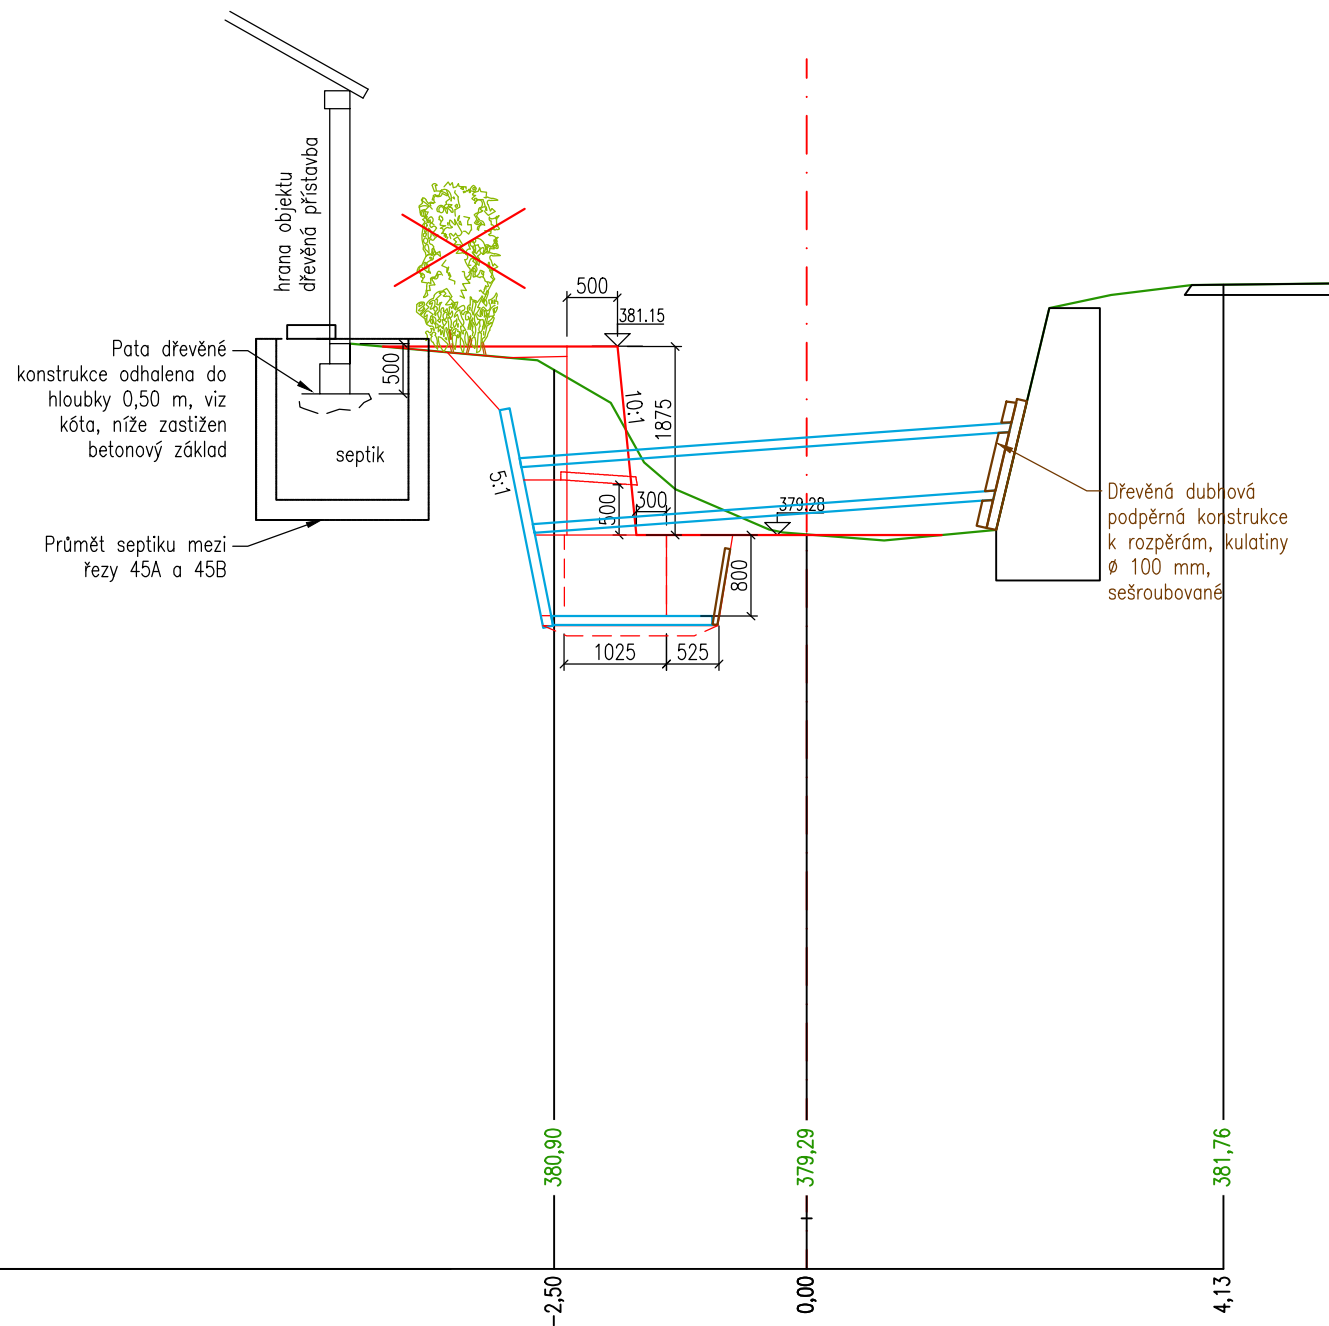 hrana objektu
dřevěná přístavba
500
381.15
Pata dřevěné
konstrukce odhalena do
hloubky 0,50 m, viz
kóta, níže zastižen
betonový základ
500
septik
10:1
1875
5:1
500
300
379.28
Dřevěná dubhová
podpěrná konstrukce
k rozpěrám, kulatiny
ø 100 mm,
sešroubované
Průmět septiku mezi
řezy 45A a 45B
800
1025
525
380,90
379,29
381,76
-2,50
0,00
4,13